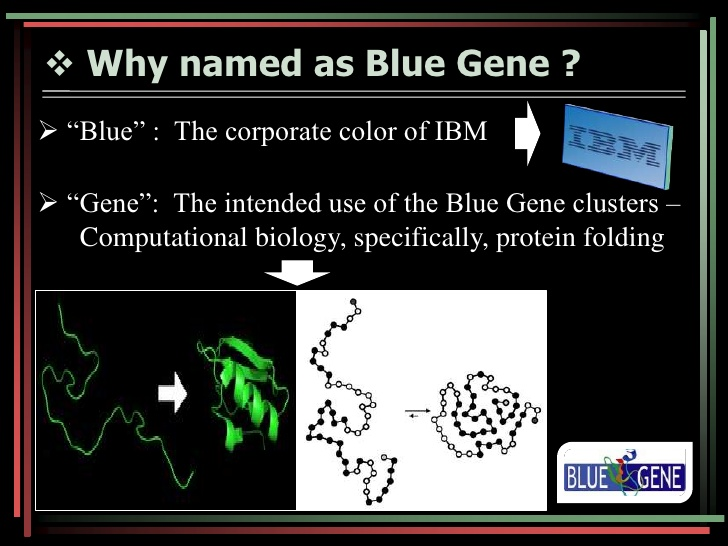 ❖ Why named as Blue Gene ?
➢ “Blue” : The corporate color of IBM
IBM
➢ “Gene”: The intended use of the Blue Gene clusters –
Computational biology, specifically, protein folding
BLUE GENE